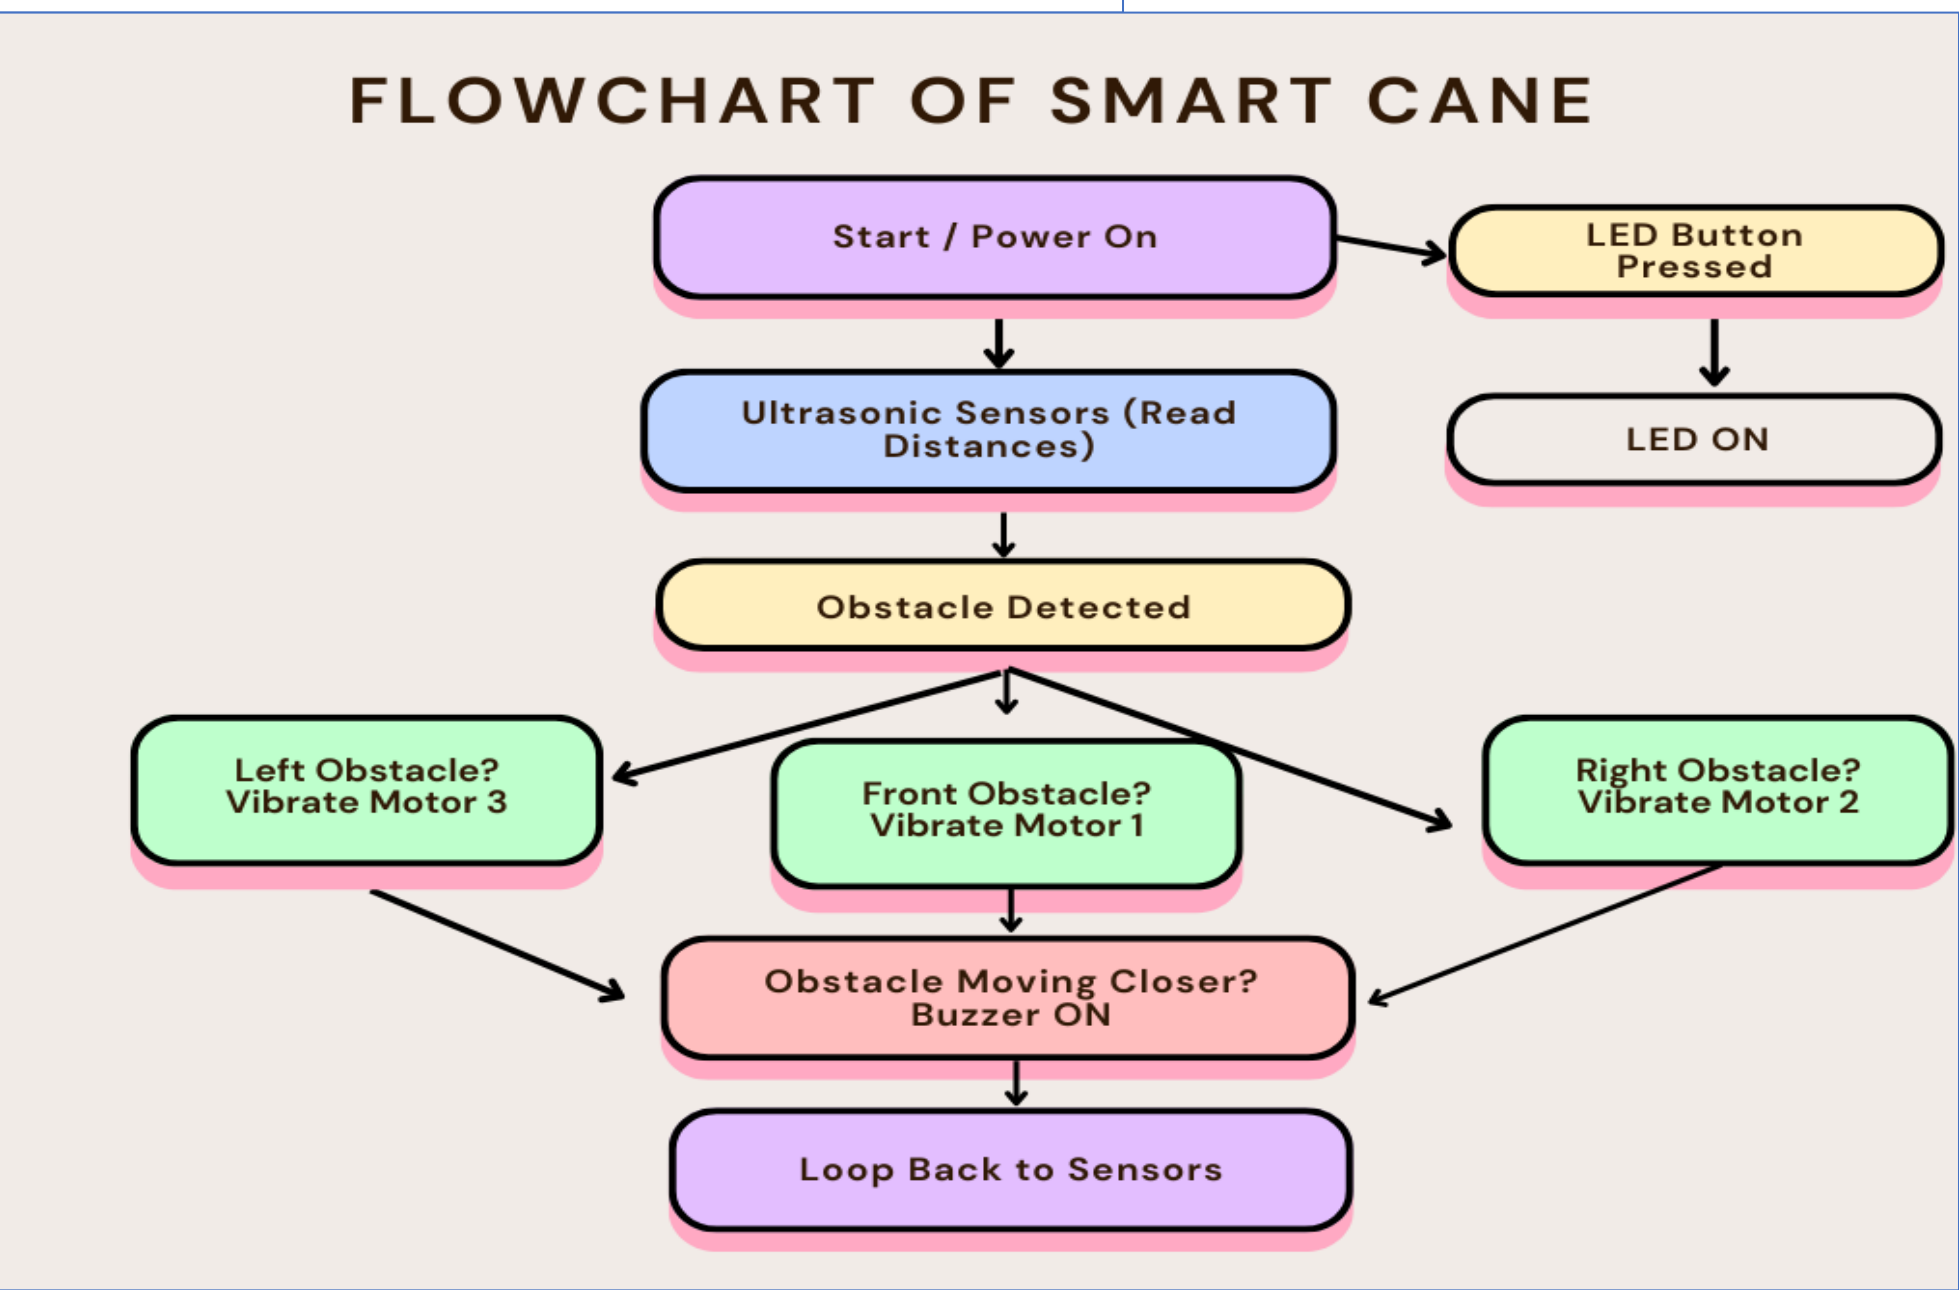 FLOWCHART OF SMART CANE
Start / Power On
LED Button
Pressed
Ultrasonic Sensors (Read
Distances)
LED ON
Obstacle Detected
Left Obstacle?
Vibrate Motor 3
Front Obstacle?
Vibrate Motor 1
Right Obstacle?
Vibrate Motor 2
Obstacle Moving Closer?
Buzzer ON
Loop Back to Sensors